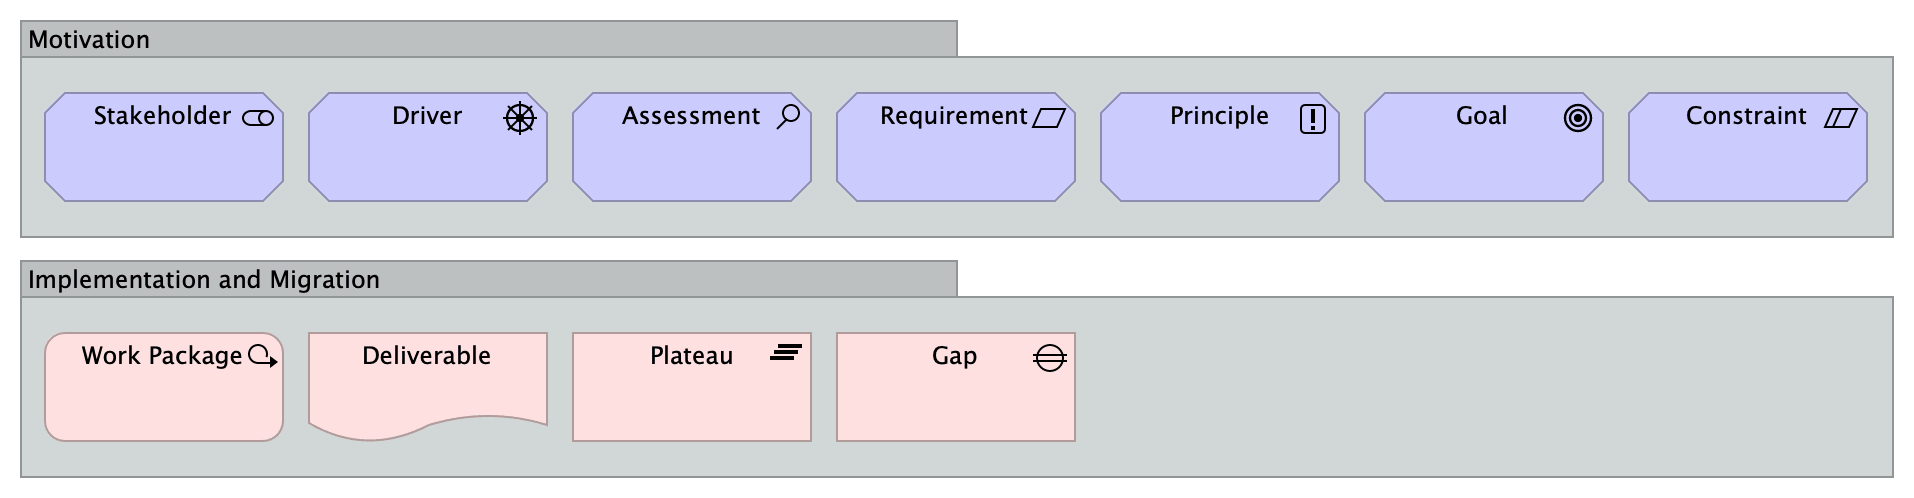 Motivation
Stakeholder
Driver
Assessment
Requirement
Principle
Goal
Constraint
Implementation and Migration
Work Package
Deliverable
Plateau
Gap